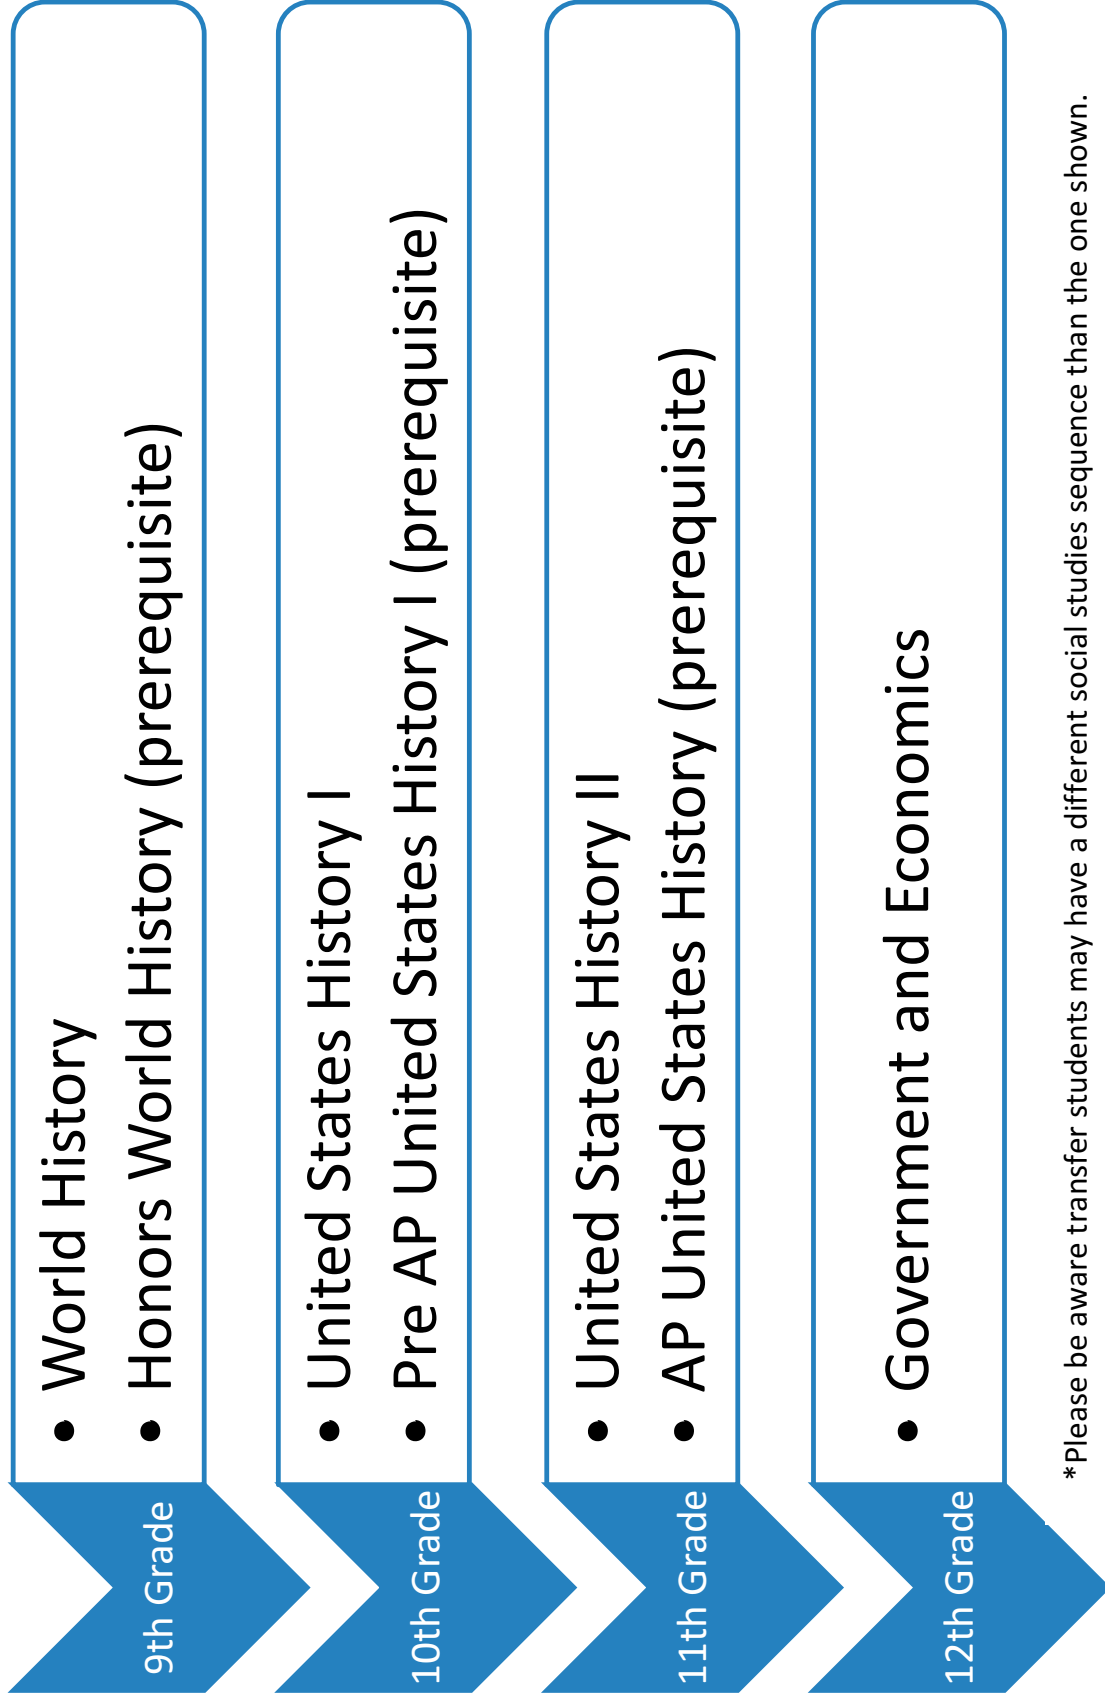 9th Grade
• World History
• Honors World History (prerequisite)
10th Grade
• United States History I
• Pre AP United States History I (prerequisite)
11th Grade
• United States History II
• AP United States History (prerequisite)
12th Grade
• Government and Economics
*Please be aware transfer students may have a different social studies sequence than the one shown.